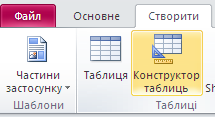 Файл Основне Створити
Частини застосунку
Таблиця
Конструктор таблиць
Шаблони
Таблиці